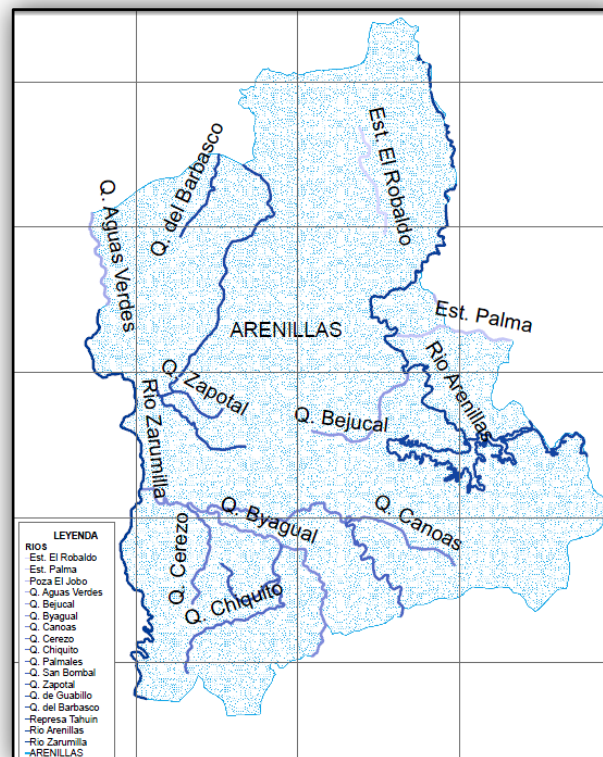 Q. del Barbasco
Est. El Robaldo
Q. Aguas Verdes
Est. Palma
ARENILLAS
Rio Arenillas
Q. Zapotal
Rio Zarumilla
Q. Bejucal
Q. Byagual
Q. Canoas
Q. Cerezo
Q. Chiquito
LEYENDA
RIOS
Est. El Robaldo
Est. Palma
Poza El Jobo
Q. Aguas Verdes
Q. Bejucal
Q. Byagual
Q. Canoas
Q. Cerezo
Q. Chiquito
Q. Palmales
Q. San Bombal
Q. Zapotal
Q. de Guabillo
Q. del Barbasco
Represa Tahuin
Rio Arenillas
Rio Zarumilla
ARENILLAS